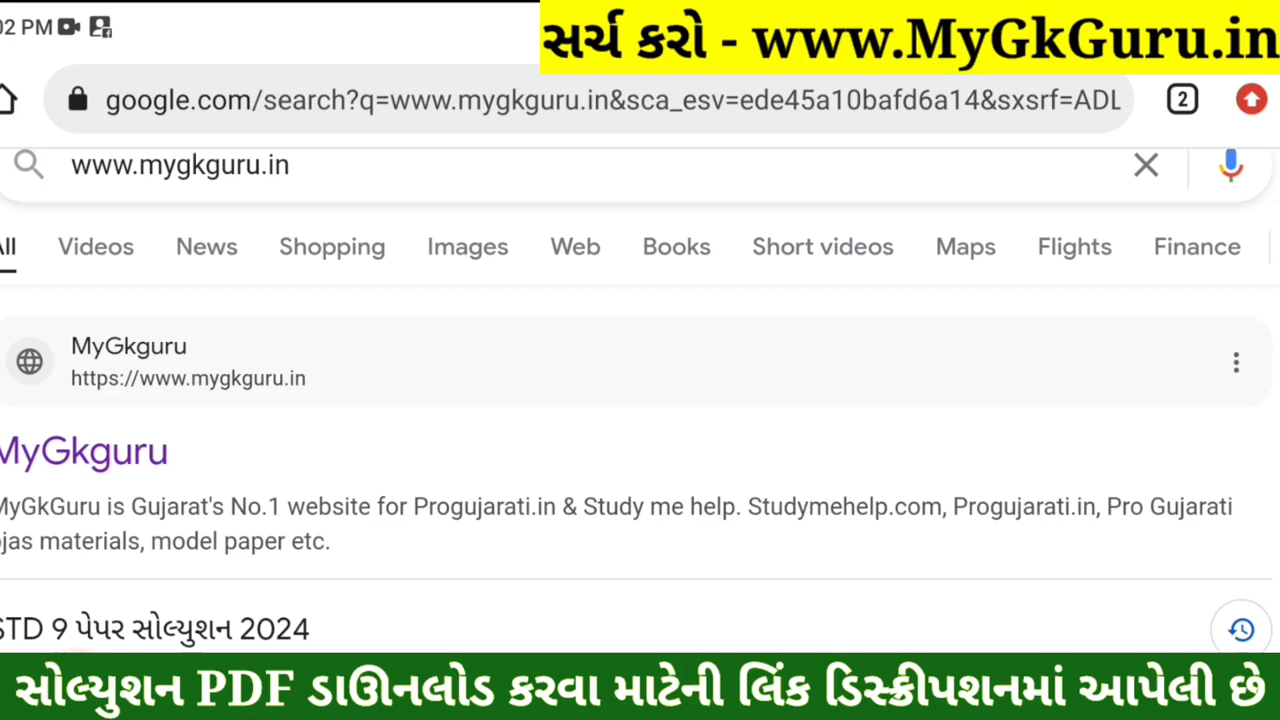 02 PM
સર્ચ કરો - www.MyGkGuru.in
google.com/search?q=www.mygkguru.in&sca_esv=ede45a10bafd6a14&sxsrf=ADL
2
www.mygkguru.in
All Videos News Shopping Images Web Books Short videos Maps Flights Finance
MyGkguru
https://www.mygkguru.in
MyGkguru
MyGkGuru is Gujarat's No.1 website for Progujarati.in & Study me help. Studymehelp.com, Progujarati.in, Pro Gujarati
ojas materials, model paper etc.
STD 9 પેપર સોલ્યુશન 2024
સોલ્યુશન PDF ડાઊનલોડ કરવા માટેની લિંક ડિસ્ક્રીપશનમાં આપેલી છે